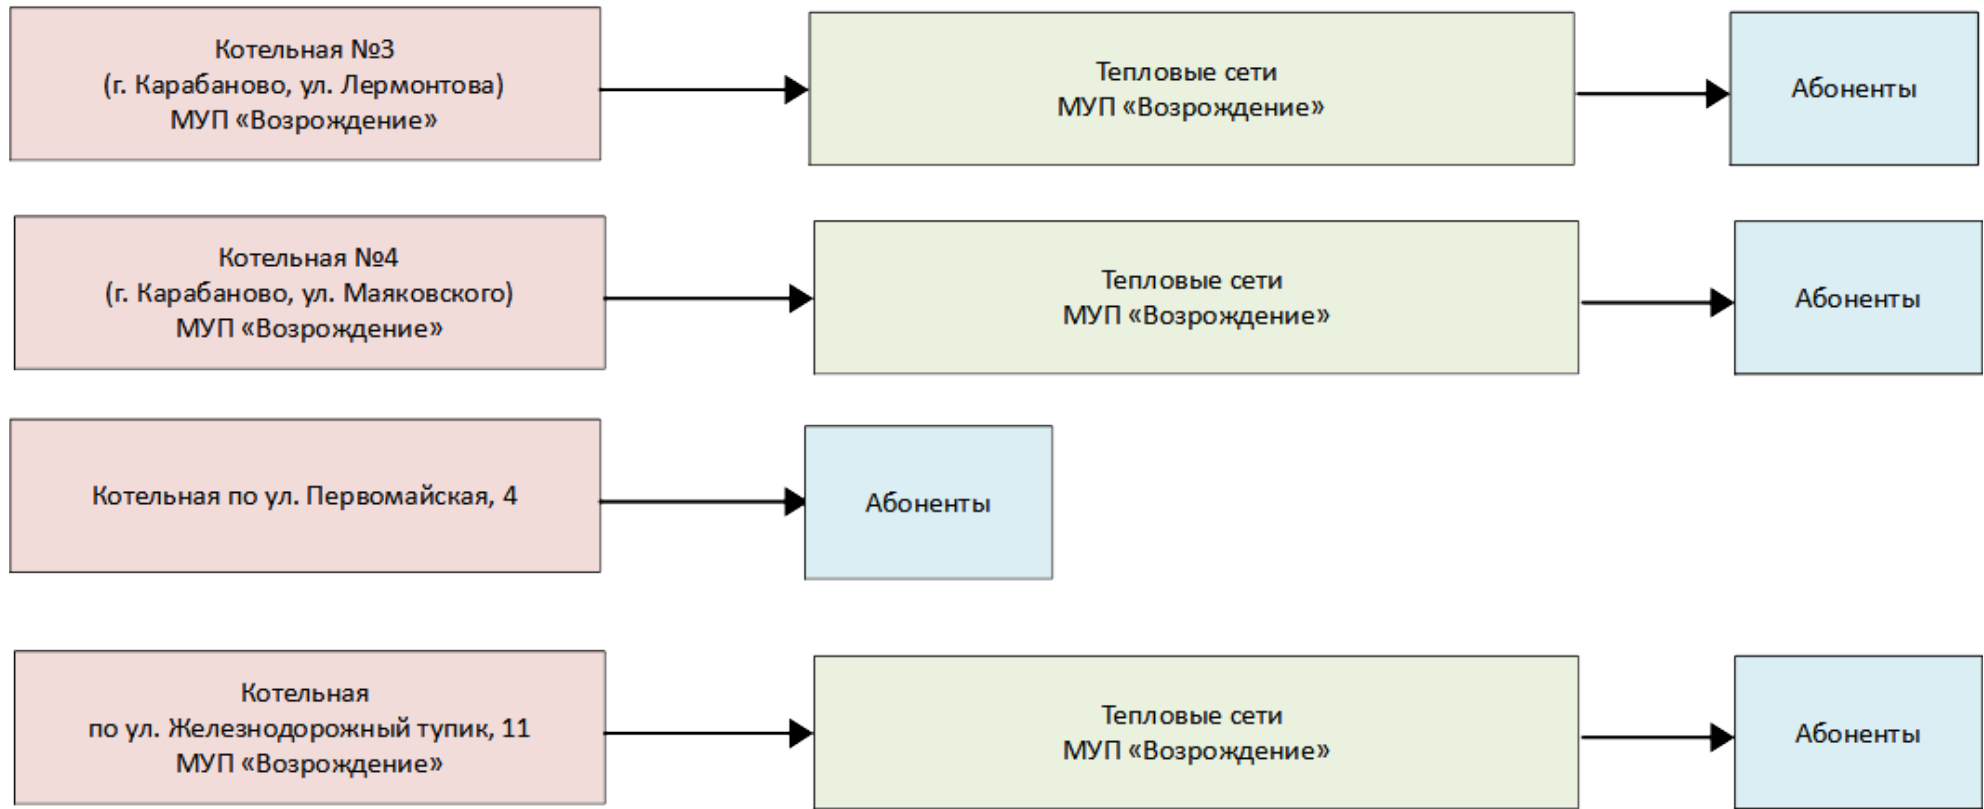 Котельная №3
(г. Карабаново, ул. Лермонтова)
МУП «Возрождение»
Тепловые сети
МУП «Возрождение»
Абоненты
Котельная №4
(г. Карабаново, ул. Маяковского)
МУП «Возрождение»
Тепловые сети
МУП «Возрождение»
Абоненты
Котельная по ул. Первомайская, 4
Абоненты
Котельная
по ул. Железнодорожный тупик, 11
МУП «Возрождение»
Тепловые сети
МУП «Возрождение»
Абоненты